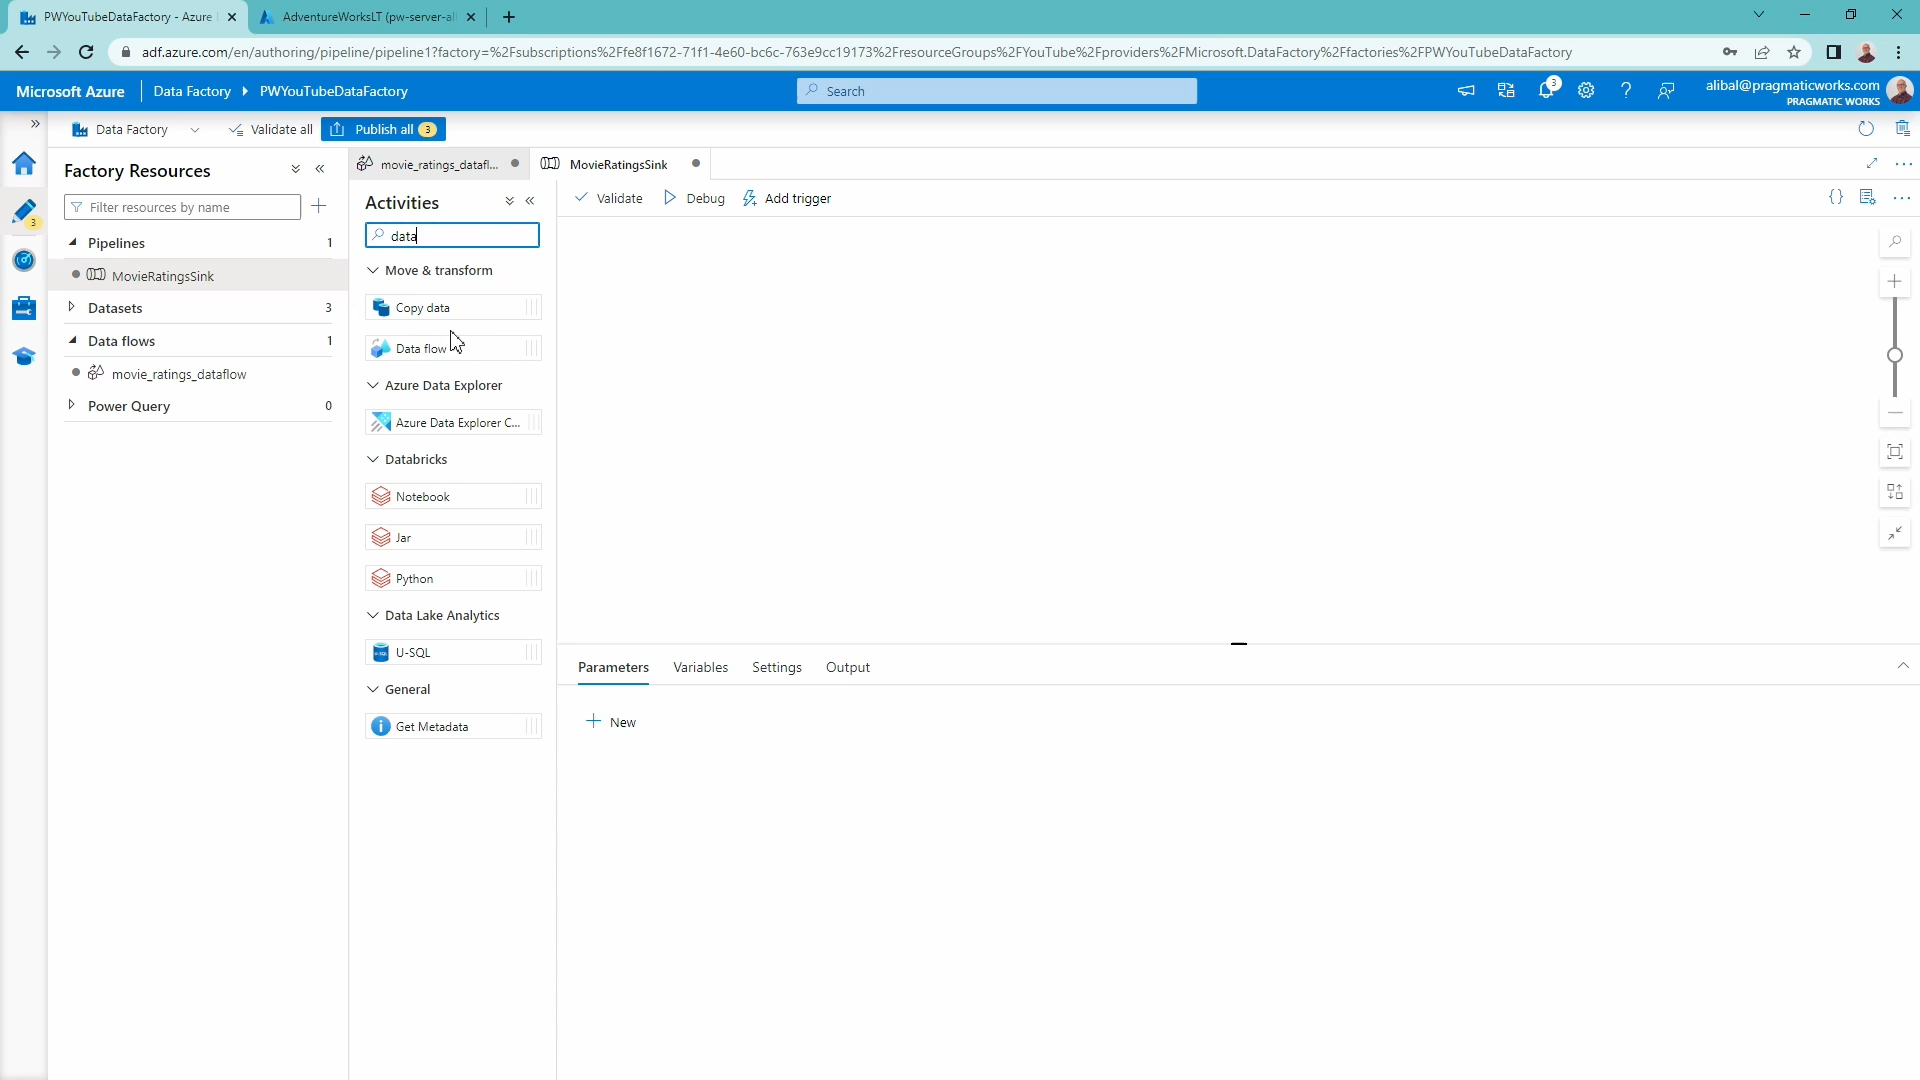 PWYouTubeDataFactory - Azure
AdventureWorksLT (pw-server-all
adf.azure.com/en/authoring/pipeline/pipeline1?factory=%2Fsubscriptions%2Ffe8f1672-71f1-4e60-bc6c-763e9cc19173%2FresourceGroups%2FYouTube%2Fproviders%2FMicrosoft.DataFactory%2Ffactories%2FPWYouTubeDataFactory
Microsoft Azure
Data Factory
PWYouTubeDataFactory
Search
3
alibal@pragmaticworks.com
PRAGMATIC WORKS
Data Factory
Validate all
Publish all 3
3
Factory Resources
Filter resources by name
Pipelines 1
MovieRatingsSink
Datasets 3
Data flows 1
movie_ratings_dataflow
Power Query 0
movie_ratings_datafl...
MovieRatingsSink
Activities
data
Move & transform
Copy data
Data flow
Azure Data Explorer
Azure Data Explorer C...
Databricks
Notebook
Jar
Python
Data Lake Analytics
U-SQL
General
Get Metadata
Validate
Debug
Add trigger
{}
Parameters
Variables
Settings
Output
New